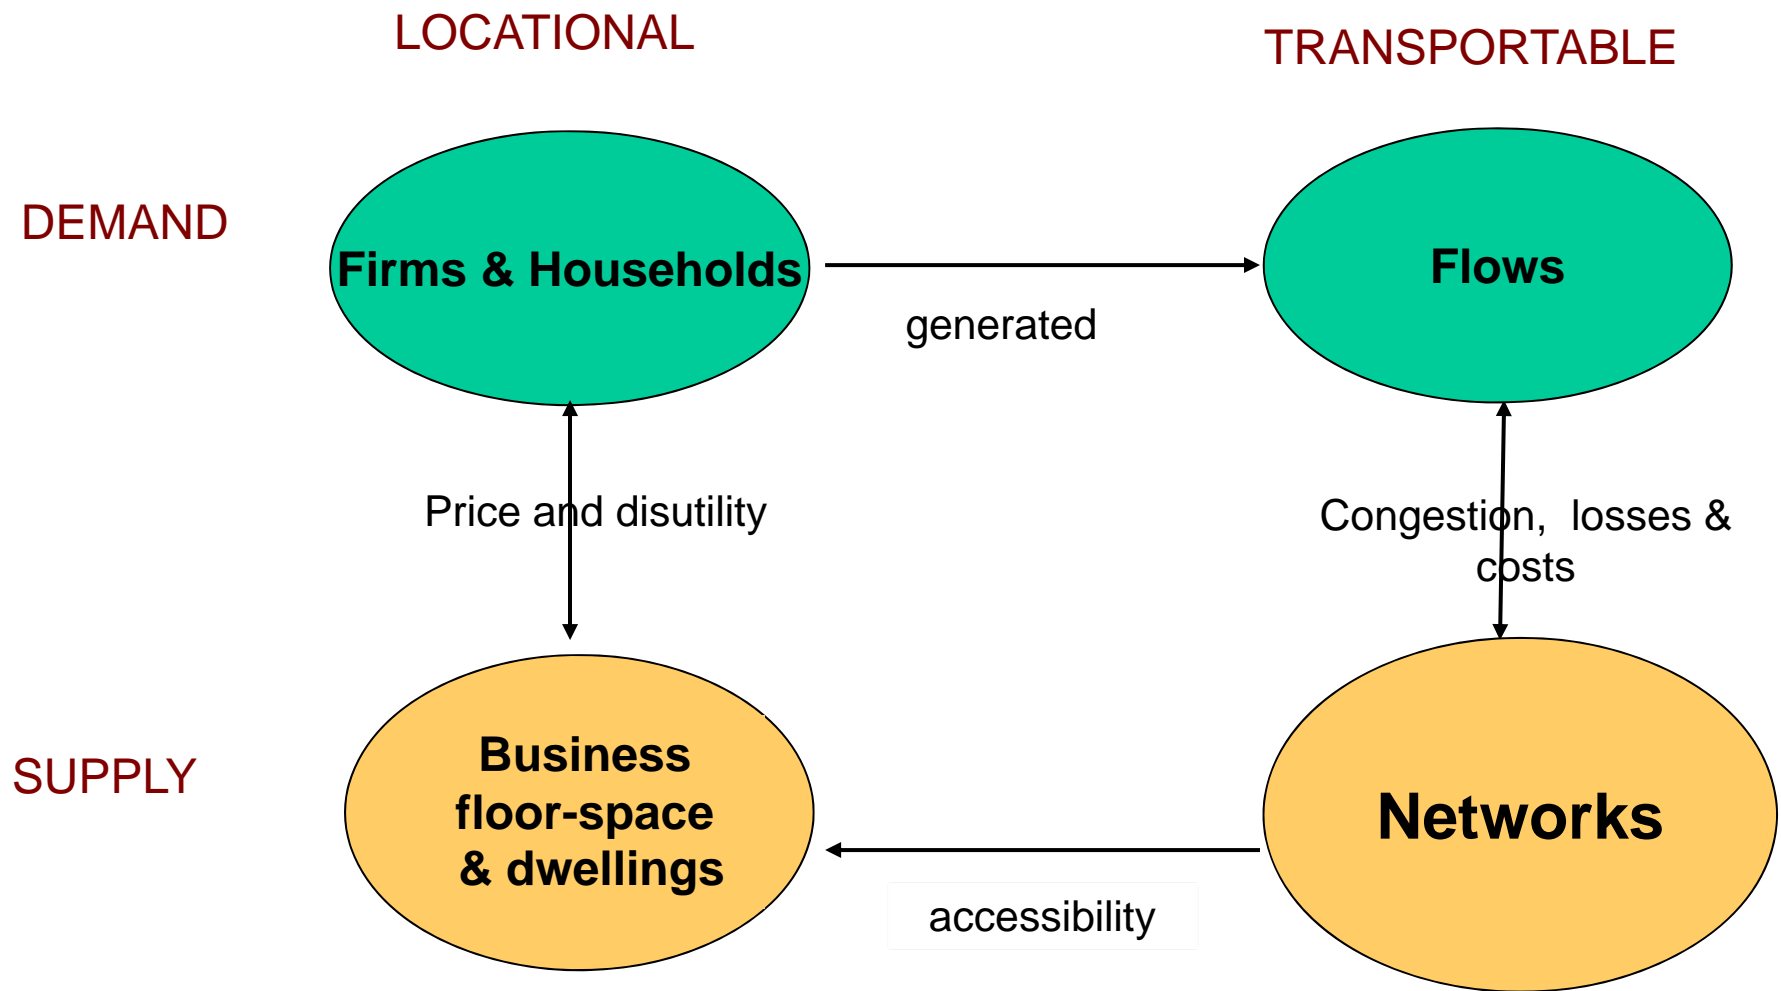 LOCATIONAL
TRANSPORTABLE
DEMAND
Firms & Households
Flows
generated
Price and disutility
Congestion,  losses &
costs
SUPPLY
Business
floor-space
& dwellings
Networks
accessibility